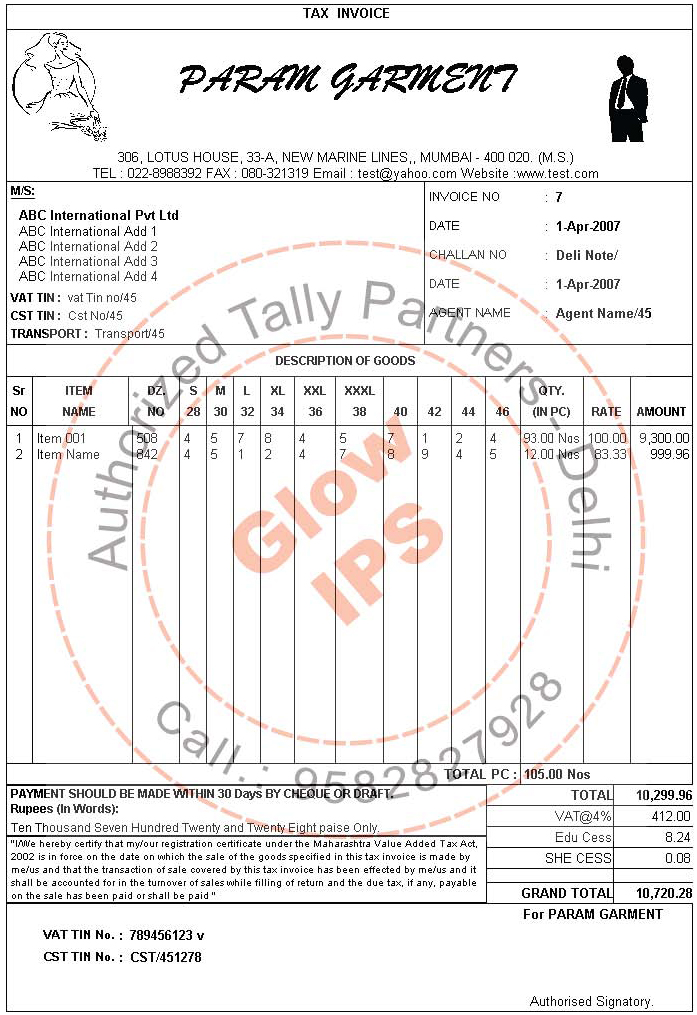 TAX INVOICE
PARAM GARMENT
306, LOTUS HOUSE, 33-A, NEW MARINE LINES,, MUMBAI - 400 020. (M.S.)
TEL : 022-8988392 FAX : 080-321319 Email : test@yahoo.com Website :www.test.com
M/S:
ABC International Pvt Ltd
ABC International Add 1
ABC International Add 2
ABC International Add 3
ABC International Add 4
VAT TIN : vat Tin no/45
CST TIN : Cst No/45
TRANSPORT : Transport/45
INVOICE NO : 7
DATE : 1-Apr-2007
CHALLAN NO : Deli Note/
DATE : 1-Apr-2007
AGENT NAME : Agent Name/45
DESCRIPTION OF GOODS
Sr ITEM DZ. S M L XL XXL XXXL QTY.
NO NAME NO 28 30 32 34 36 38 40 42 44 46 (IN PC) RATE AMOUNT
1 Item 001 508 4 5 7 8 4 5 7 1 2 4 93.00 Nos 100.00 9,300.00
2 Item Name 842 4 5 1 2 4 7 8 9 4 5 12.00 Nos 83.33 999.96
TOTAL PC : 105.00 Nos
PAYMENT SHOULD BE MADE WITHIN 30 Days BY CHEQUE OR DRAFT.
Rupees (In Words):
Ten Thousand Seven Hundred Twenty and Twenty Eight paise Only.
"I/We hereby certify that my/our registration certificate under the Maharashtra Value Added Tax Act,
2002 is in force on the date on which the sale of the goods specified in this tax invoice is made by
me/us and that the transaction of sale covered by this tax invoice has been effected by me/us and it
shall be accounted for in the turnover of sales while filling of return and the due tax, if any, payable
on the sale has been paid or shall be paid "
TOTAL 10,299.96
VAT@4% 412.00
Edu Cess 8.24
SHE CESS 0.08
GRAND TOTAL 10,720.28
For PARAM GARMENT
VAT TIN No. : 789456123 v
CST TIN No. : CST/451278
Authorised Signatory.
Authorized Tally Partners - Delhi
Glow
IPS
Call.: 9582827928